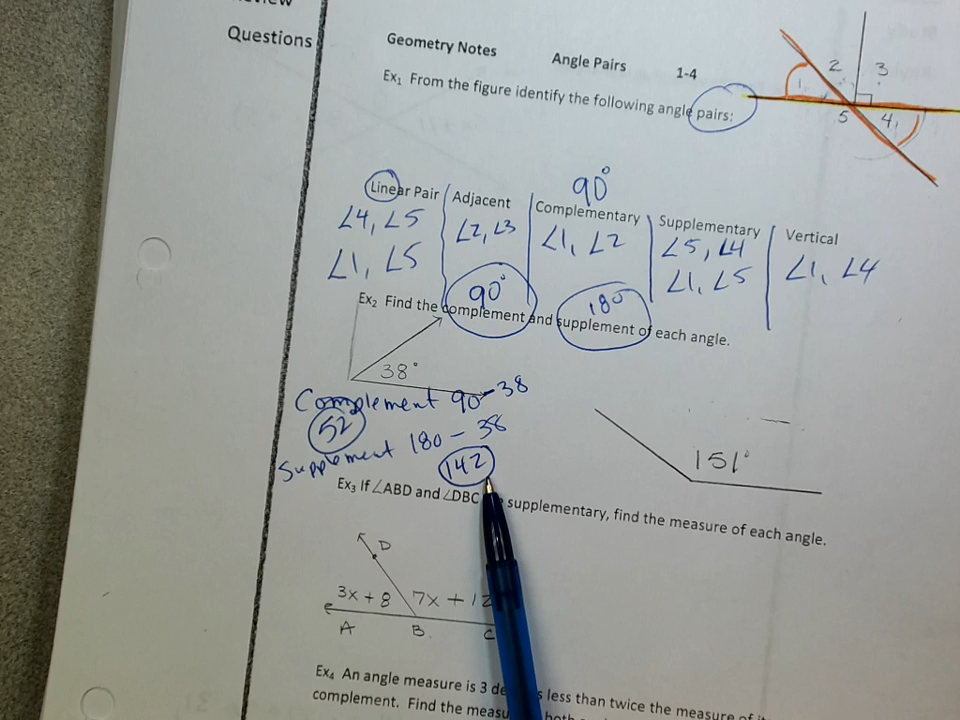 Questions
Geometry Notes Angle Pairs 1-4
Ex1 From the figure identify the following angle pairs:
1 2 3
5 4
90°
Linear Pair Adjacent Complementary Supplementary Vertical
∠4, ∠5 ∠2, ∠3 ∠1, ∠2 ∠5, ∠4 ∠1, ∠4
∠1, ∠5 ∠1, ∠5
90° 180
Ex2 Find the complement and supplement of each angle.
38°
Complement 90 - 38
52
Supplement 180 - 38
142
151°
Ex3 If ∠ABD and ∠DBC supplementary, find the measure of each angle.
D
3x + 8 7x + 12
A B C
Ex4 An angle measure is 3 less than twice the measure of
complement. Find the both